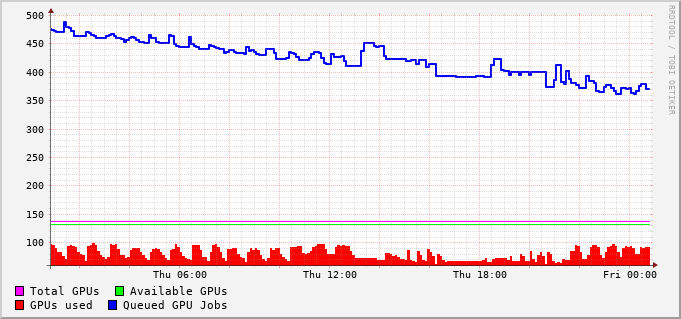 500
450
400
350
300
250
200
150
100
Thu 06:00 Thu 12:00 Thu 18:00 Fri 00:00
Total GPUs Available GPUs
GPUs used Queued GPU Jobs
RRDTOOL / TOBI OETIKER